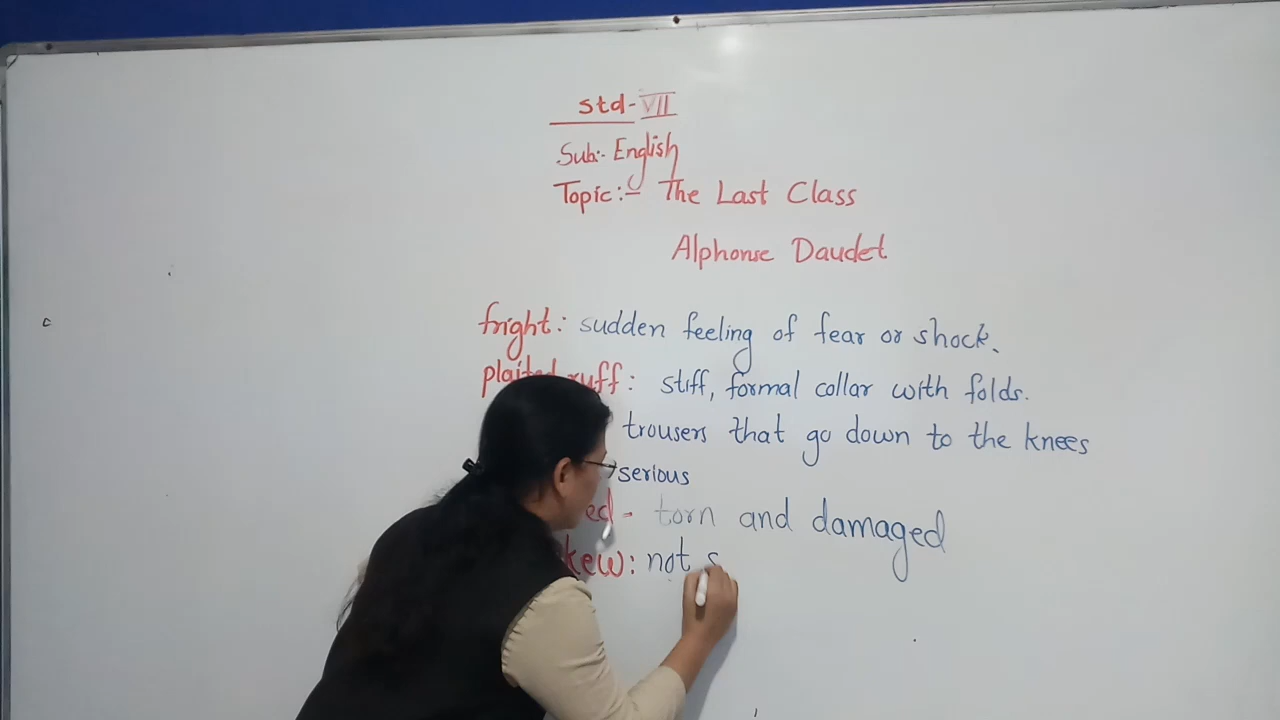 Std-VII
Sub:- English
Topic:- The Last Class
Alphonse Daudet
fright: sudden feeling of fear or shock.
plaited ruff: stiff, formal collar with folds.
trousers that go down to the knees
serious
ed - torn and damaged
kew: not s